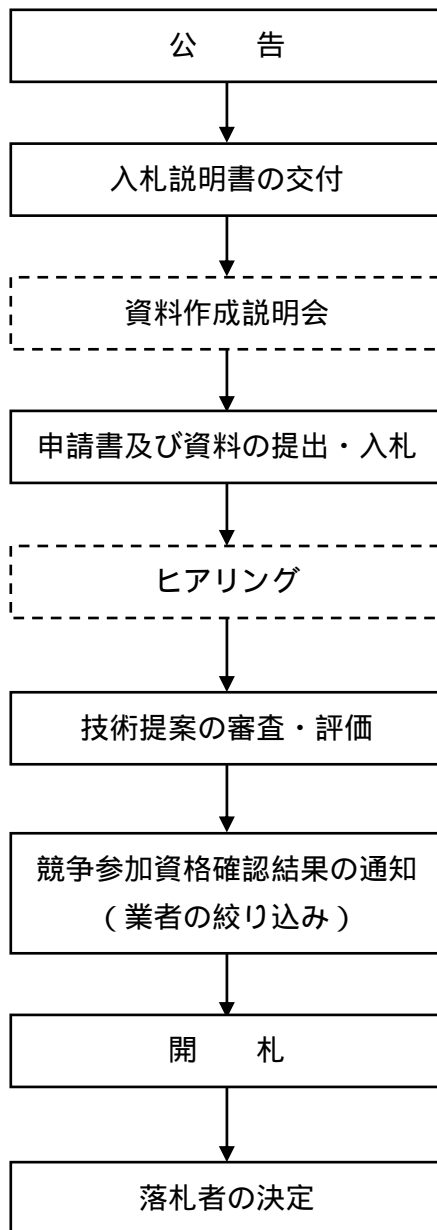 公　　告
入札説明書の交付
資料作成説明会
申請書及び資料の提出・入札
ヒアリング
技術提案の審査・評価
競争参加資格確認結果の通知
（業者の絞り込み）
開　　札
落札者の決定